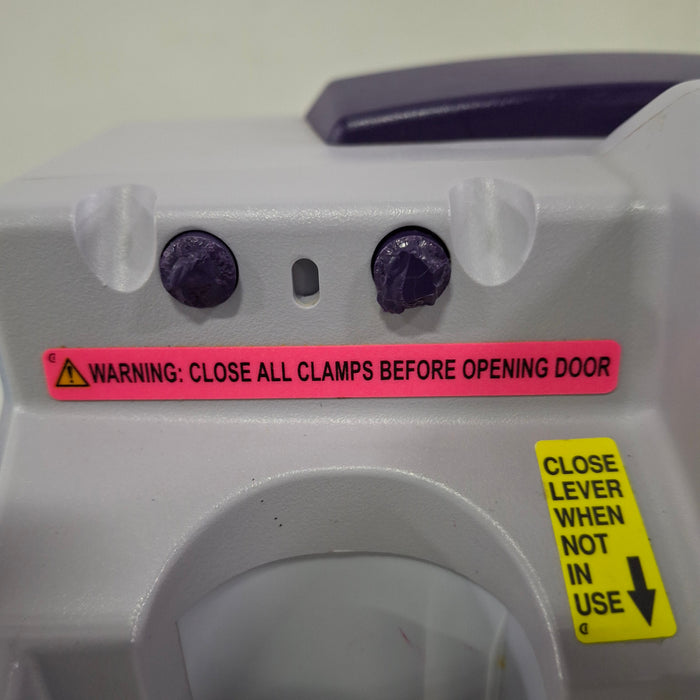 WARNING: CLOSE ALL CLAMPS BEFORE OPENING DOOR
CLOSE
LEVER
WHEN
NOT
IN
USE